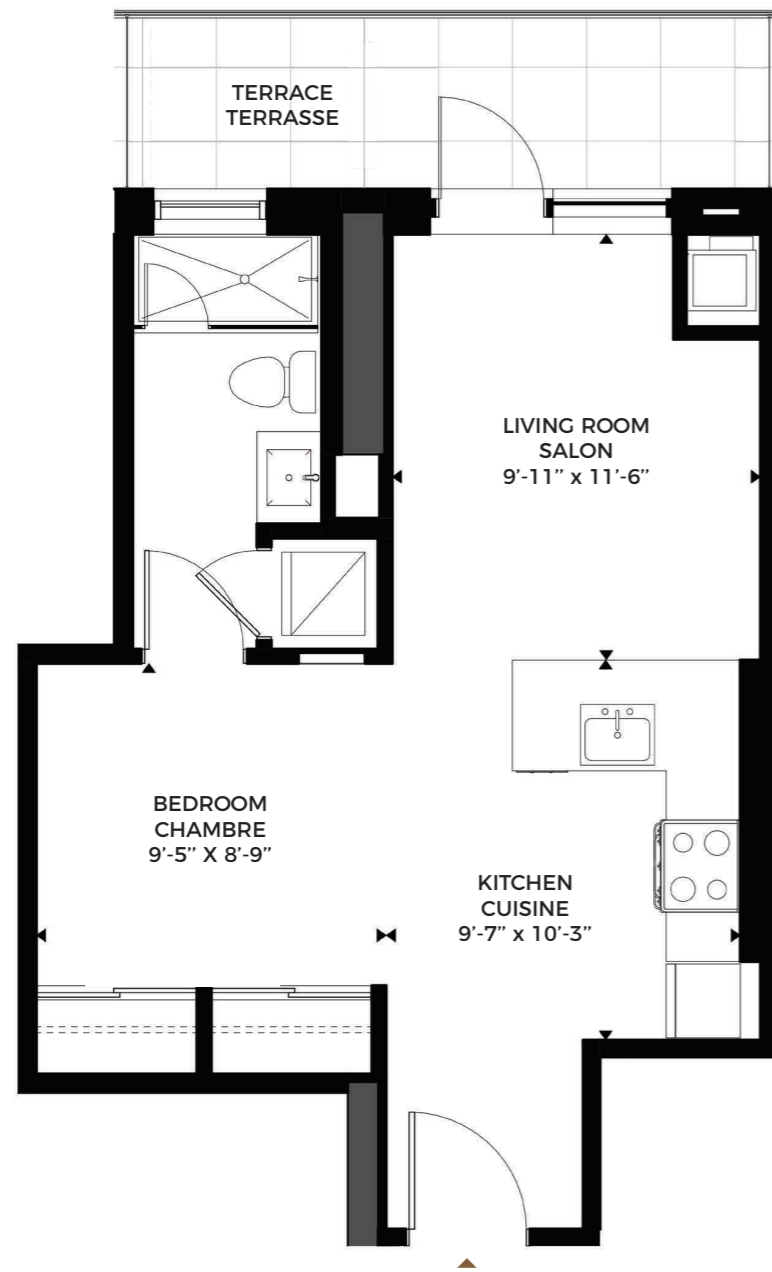 TERRACE
TERRASSE
LIVING ROOM
SALON
9’-11” x 11’-6”
BEDROOM
CHAMBRE
9’-5” X 8’-9”
KITCHEN
CUISINE
9’-7” x 10’-3”